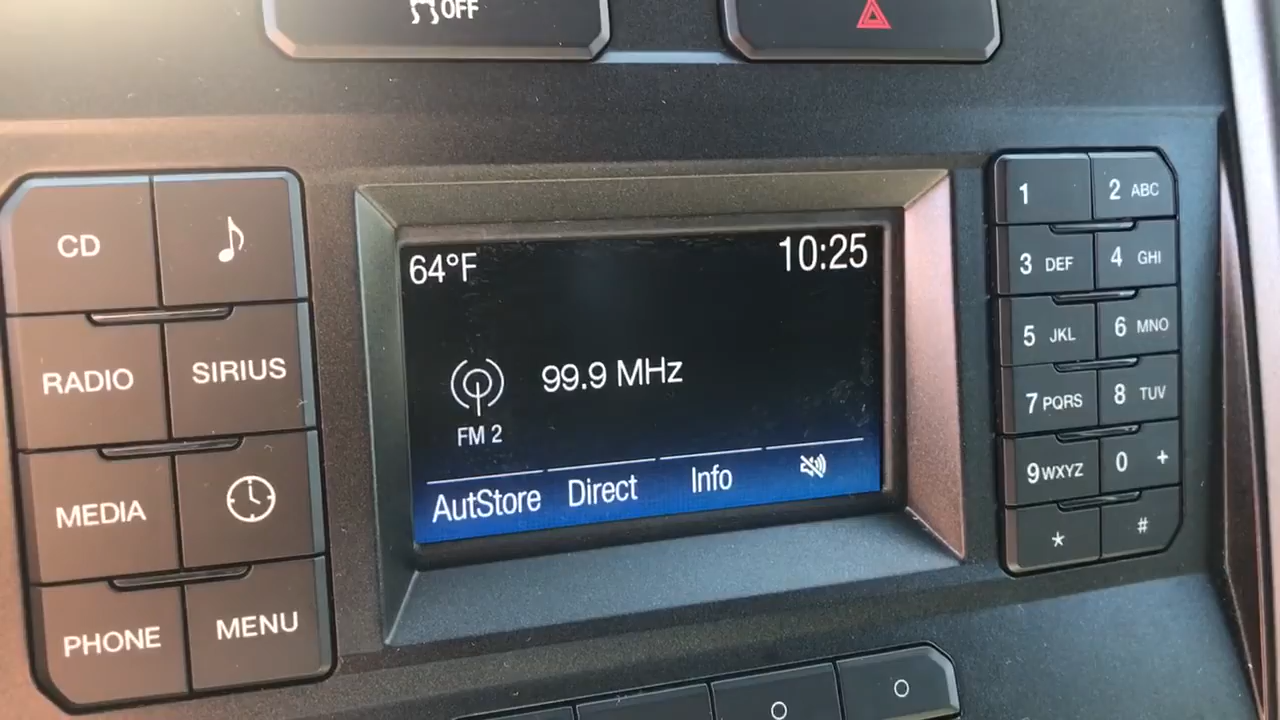 OFF
CD
RADIO SIRIUS
MEDIA
PHONE MENU
64°F 10:25
99.9 MHz
FM 2
AutStore Direct Info
1 2 ABC
3 DEF 4 GHI
5 JKL 6 MNO
7 PQRS 8 TUV
9 WXYZ 0 +
* #